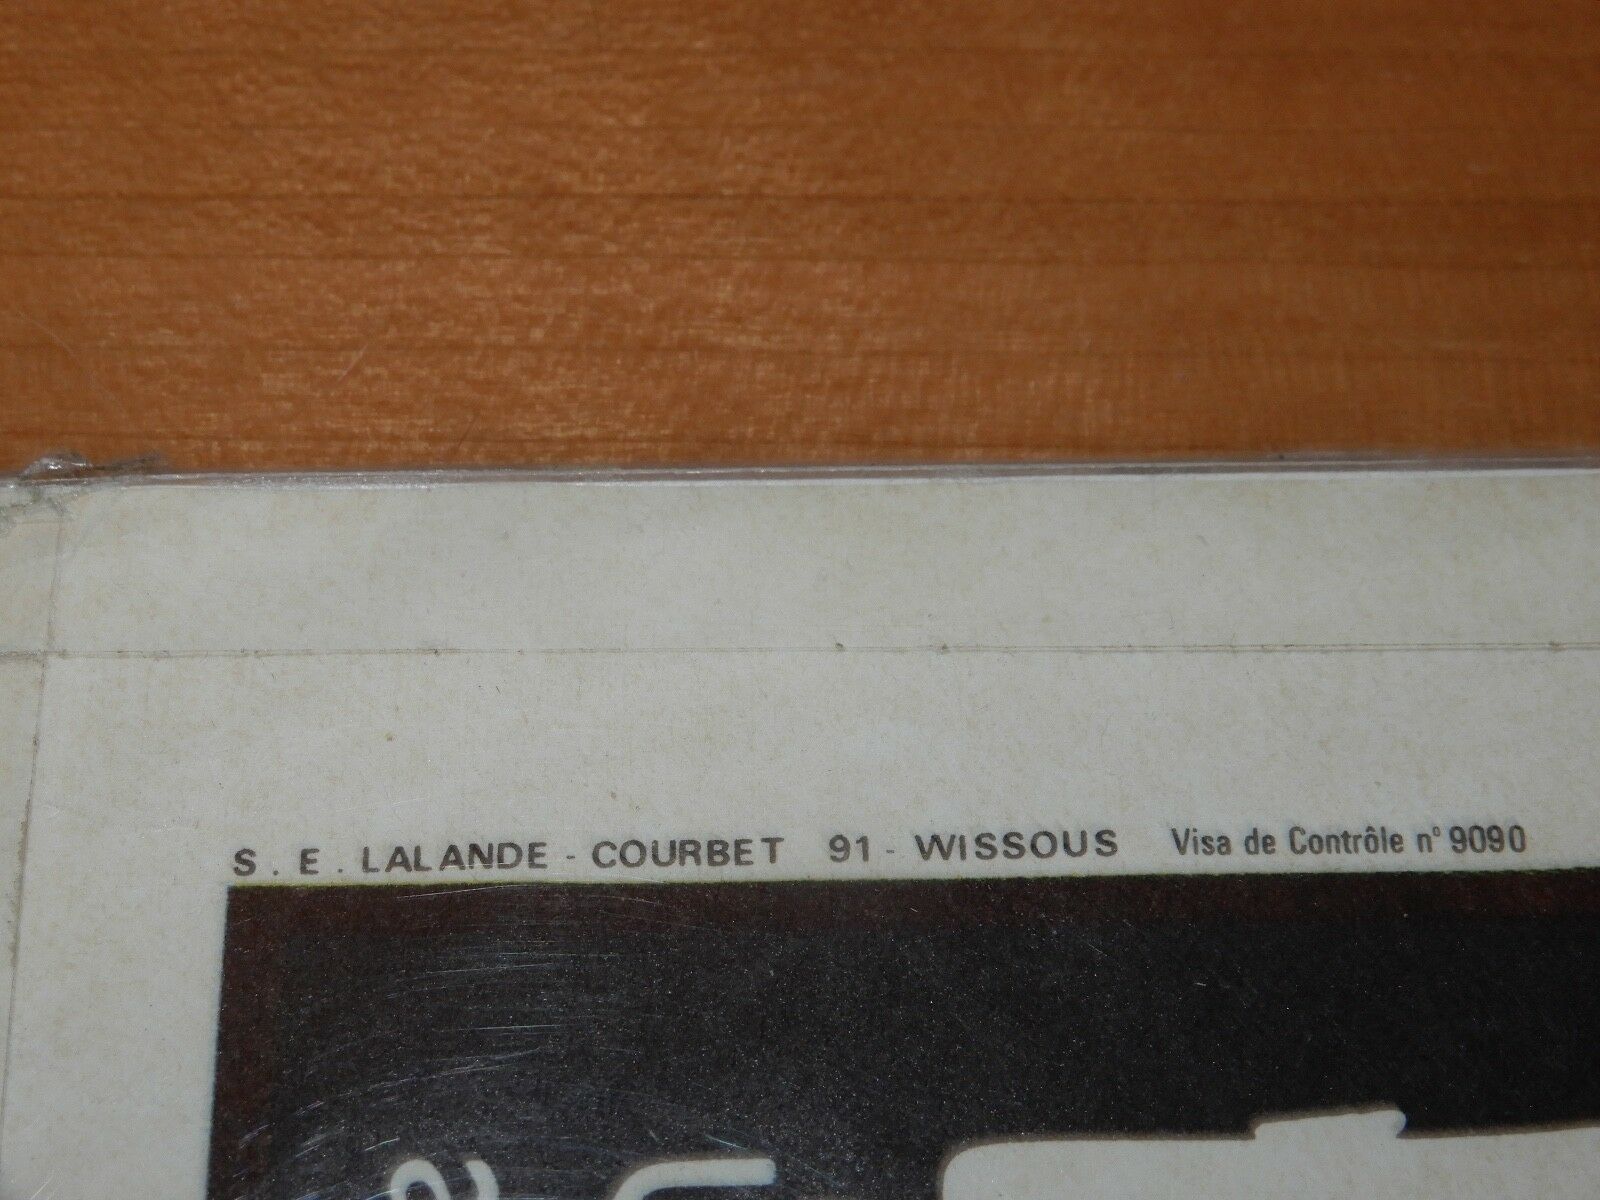 S. E. LALANDE - COURBET 91 - WISSOUS Visa de Contrôle n° 9090